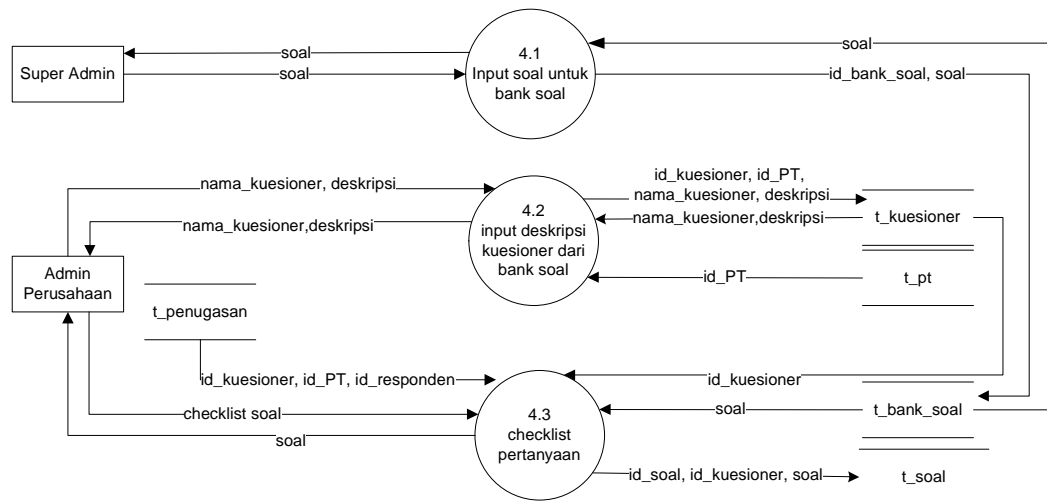 soal
4.1
soal
Super Admin
Input soal untuk
bank soal
soal
id_bank_soal, soal
nama_kuesioner, deskripsi
id_kuesioner, id_PT,
nama_kuesioner, deskripsi
4.2
input deskripsi
kuesioner dari
bank soal
nama_kuesioner,deskripsi
nama_kuesioner,deskripsi
t_kuesioner
Admin
Perusahaan
id_PT
t_pt
t_penugasan
id_kuesioner, id_PT, id_responden
id_kuesioner
4.3
checklist
pertanyaan
checklist soal
soal
t_bank_soal
soal
id_soal, id_kuesioner, soal
t_soal